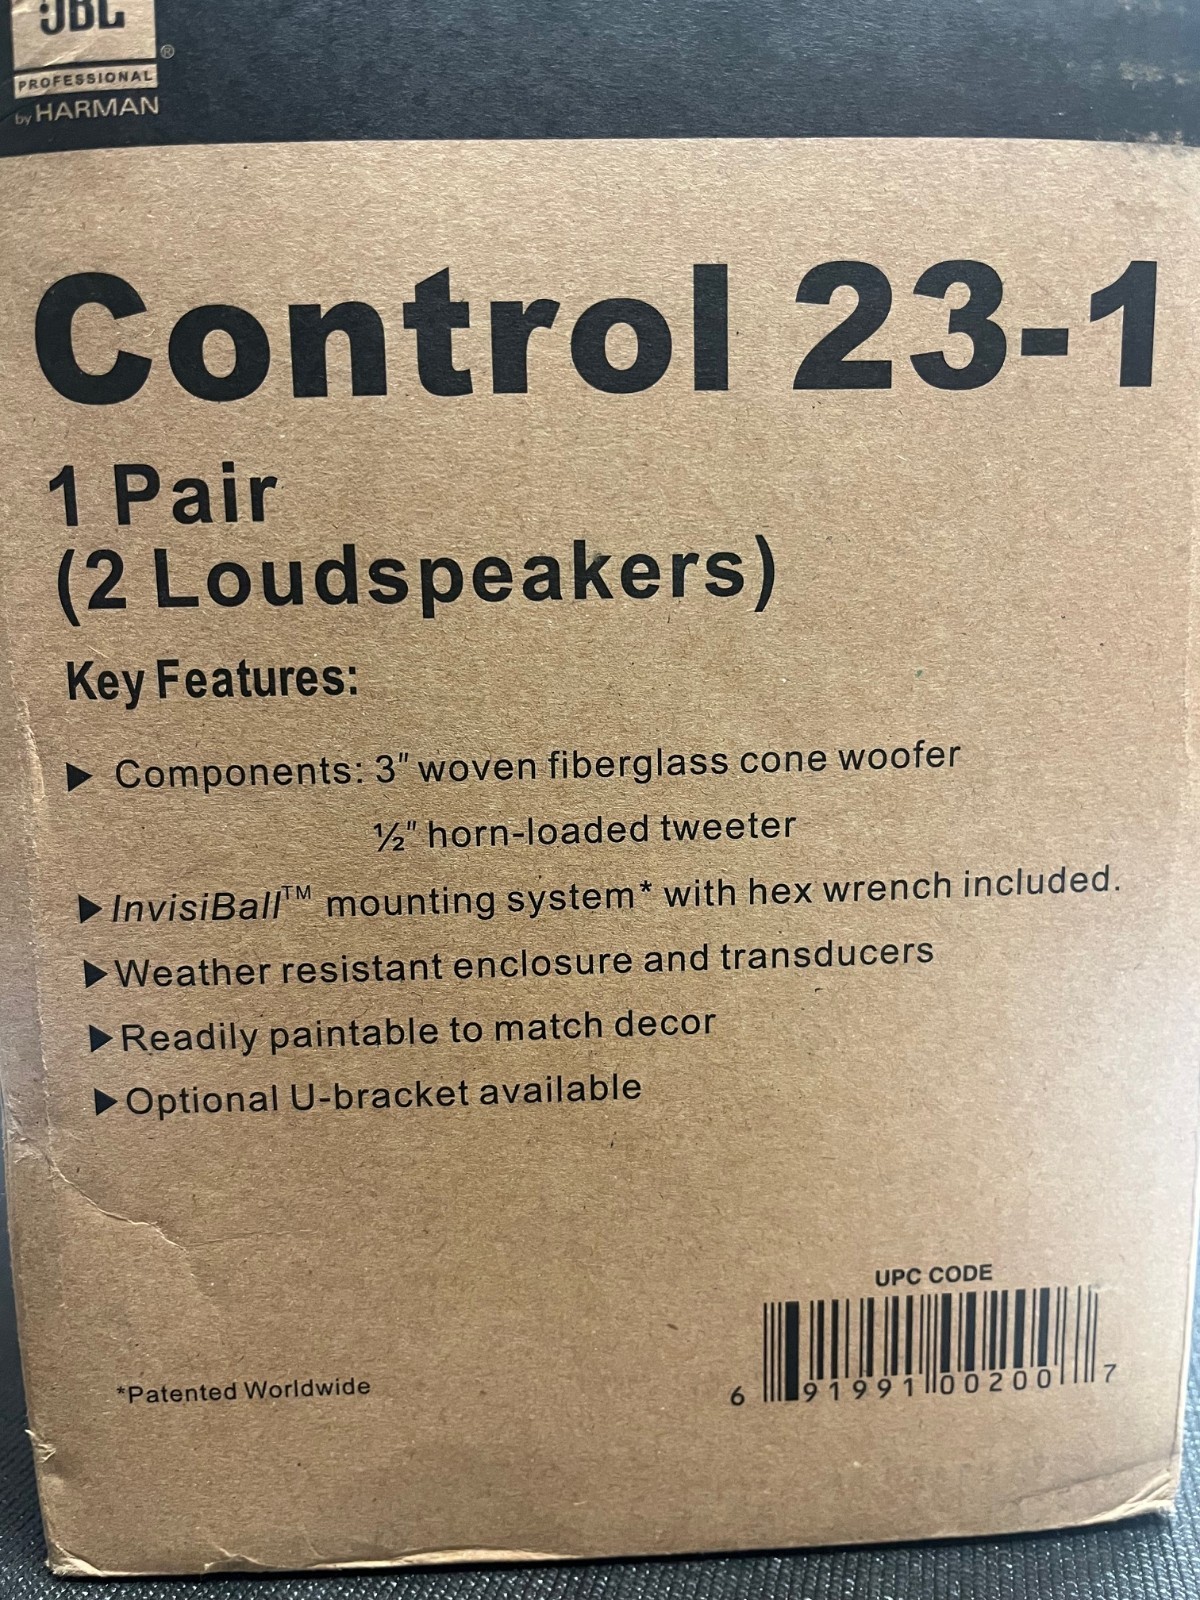 JBL
®
PROFESSIONAL
by HARMAN
Control 23-1
1 Pair
(2 Loudspeakers)
Key Features:
▶ Components: 3" woven fiberglass cone woofer
½" horn-loaded tweeter
▶ InvisiBall™ mounting system* with hex wrench included.
▶ Weather resistant enclosure and transducers
▶ Readily paintable to match decor
▶ Optional U-bracket available
UPC CODE
6 91991 00200 7
*Patented Worldwide